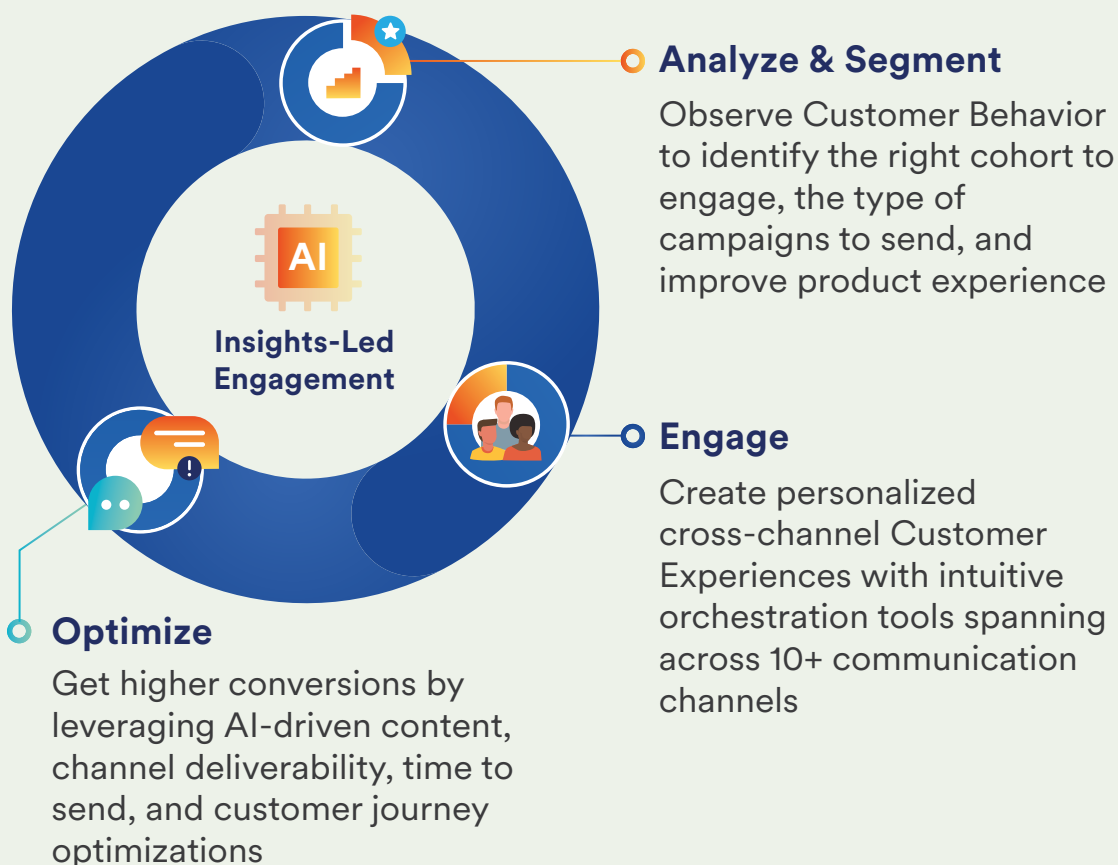 AI
Insights-Led
Engagement
Analyze & Segment
Observe Customer Behavior
to identify the right cohort to
engage, the type of
campaigns to send, and
improve product experience
Engage
Create personalized
cross-channel Customer
Experiences with intuitive
orchestration tools spanning
across 10+ communication
channels
Optimize
Get higher conversions by
leveraging AI-driven content,
channel deliverability, time to
send, and customer journey
optimizations